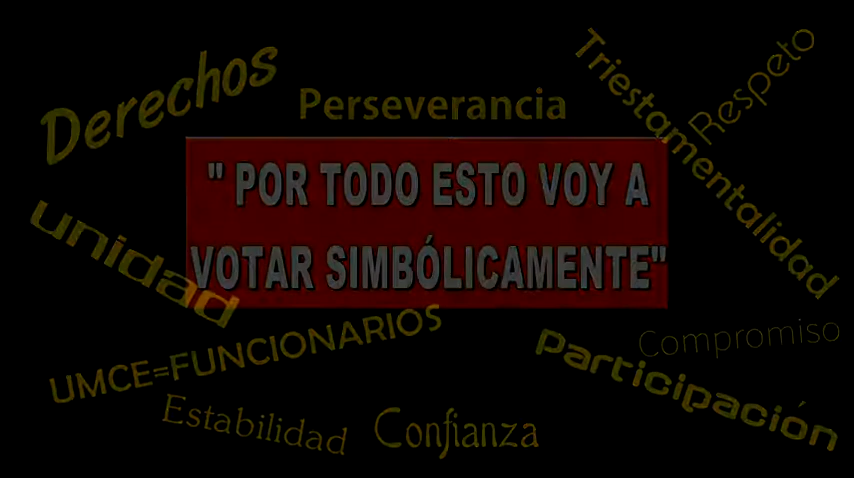 Derechos
Perseverancia
Triestamentalidad
Respeto
" POR TODO ESTO VOY A
VOTAR SIMBÓLICAMENTE"
unidad
UMCE=FUNCIONARIOS
Participación
Compromiso
Estabilidad
Confianza